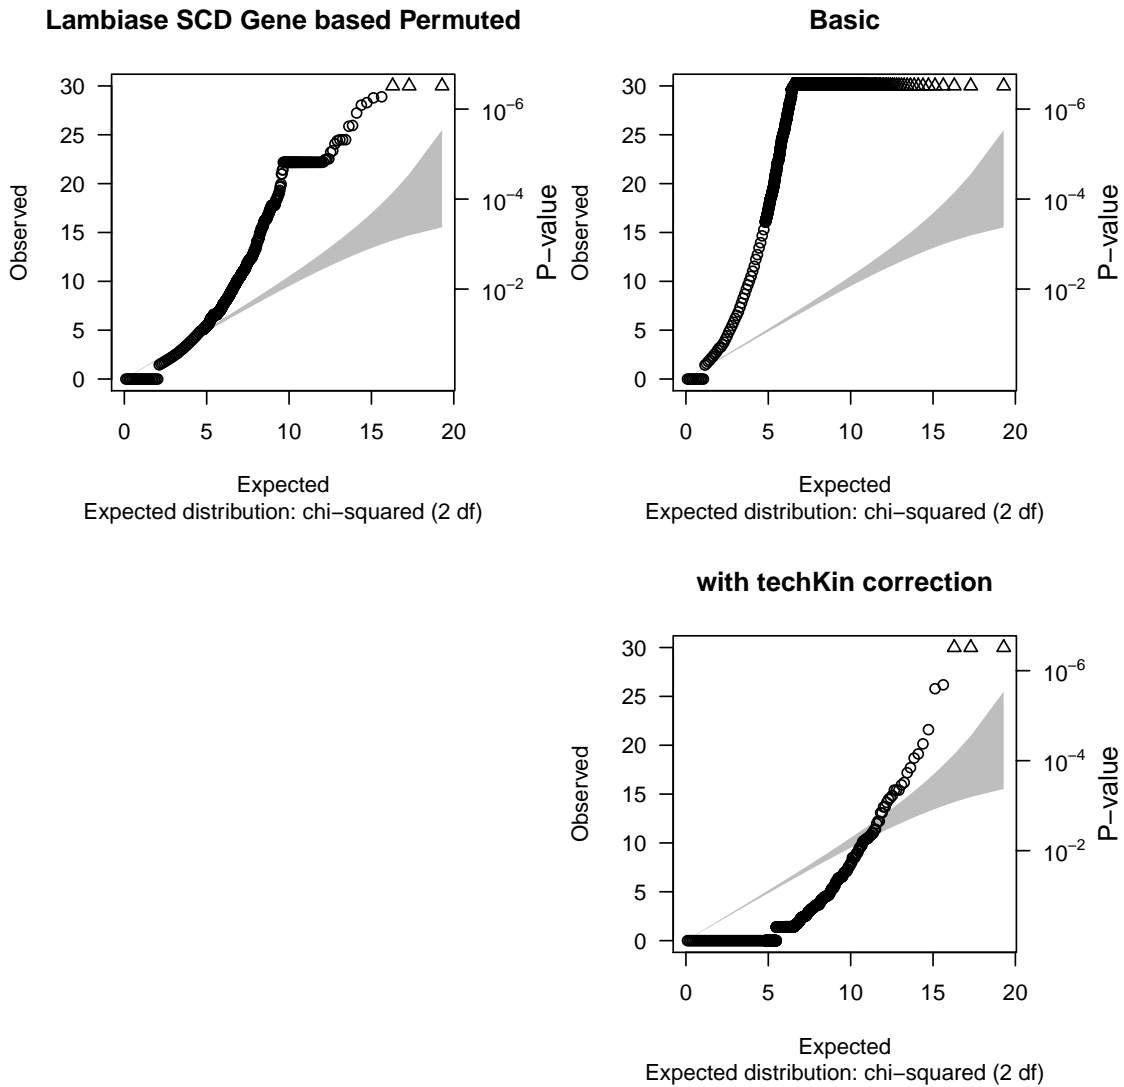 Lambiase SCD Gene based Permuted
30
25
20
15
10
5
0
Observed
10−6
10−4
10−2
P−value
0 5 10 15 20
Expected
Expected distribution: chi−squared (2 df)
Basic
30
25
20
15
10
5
0
Observed
10−6
10−4
10−2
P−value
0 5 10 15 20
Expected
Expected distribution: chi−squared (2 df)
with techKin correction
30
25
20
15
10
5
0
Observed
10−6
10−4
10−2
P−value
0 5 10 15 20
Expected
Expected distribution: chi−squared (2 df)